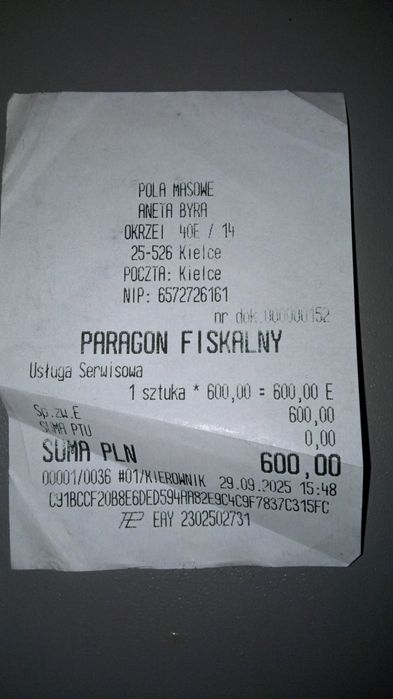 POLA MASOWE
ANETA BYRA
OKRZEI 40E / 14
25-526 Kielce
POCZTA: Kielce
NIP: 6572726161
nr dok.000000152
PARAGON FISKALNY
Usługa Serwisowa
1 sztuka * 600,00 = 600,00 E
Sp.zw.E 600,00
SUMA PTU 0,00
SUMA PLN 600,00
00001/0036 #01/KIEROWNIK 29.09.2025 15:48
EAY 2302502731